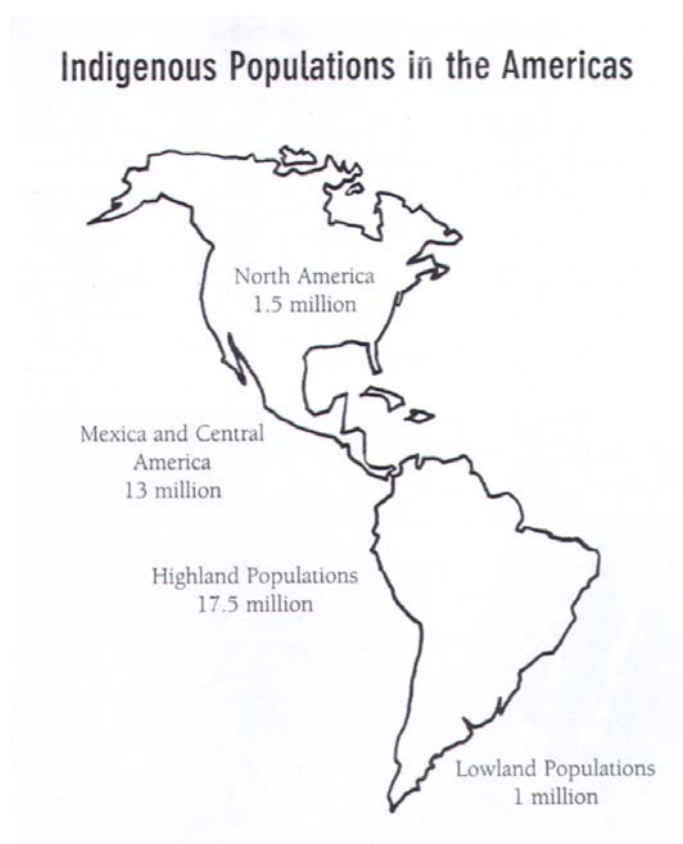 Indigenous Populations in the Americas
North America
1.5 million
Mexica and Central
America
13 million
Highland Populations
17.5 million
Lowland Populations
1 million